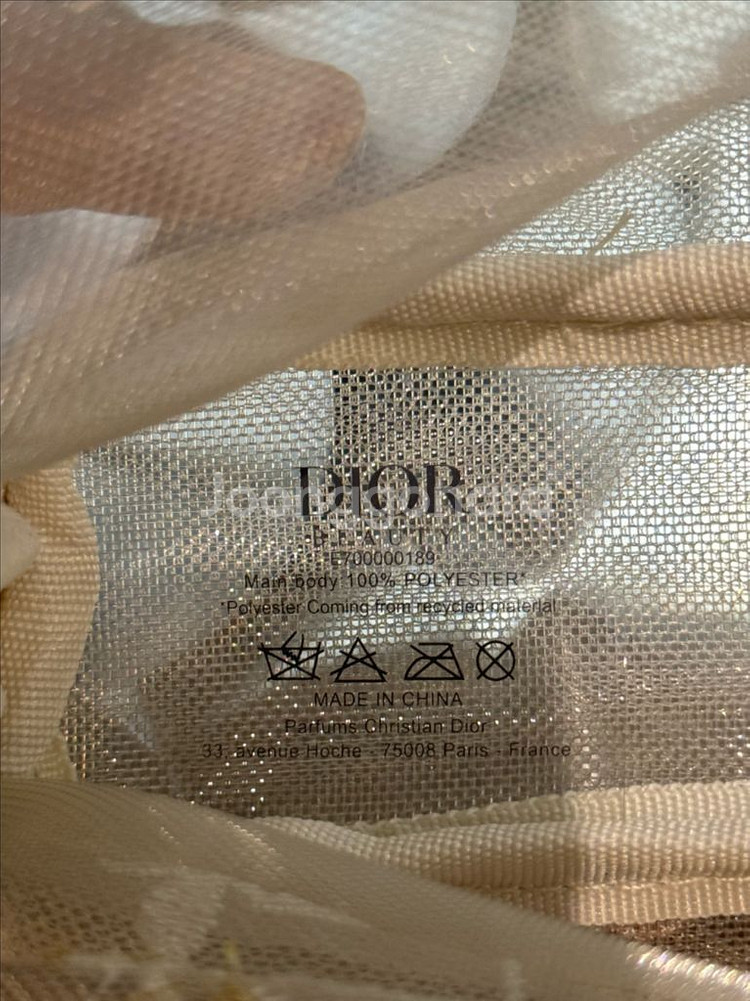 DIOR
BEAUTY
E700000189
Main body 100% POLYESTER*
*Polyester Coming from recycled material
MADE IN CHINA
Parfums Christian Dior
33, avenue Hoche - 75008 Paris - France